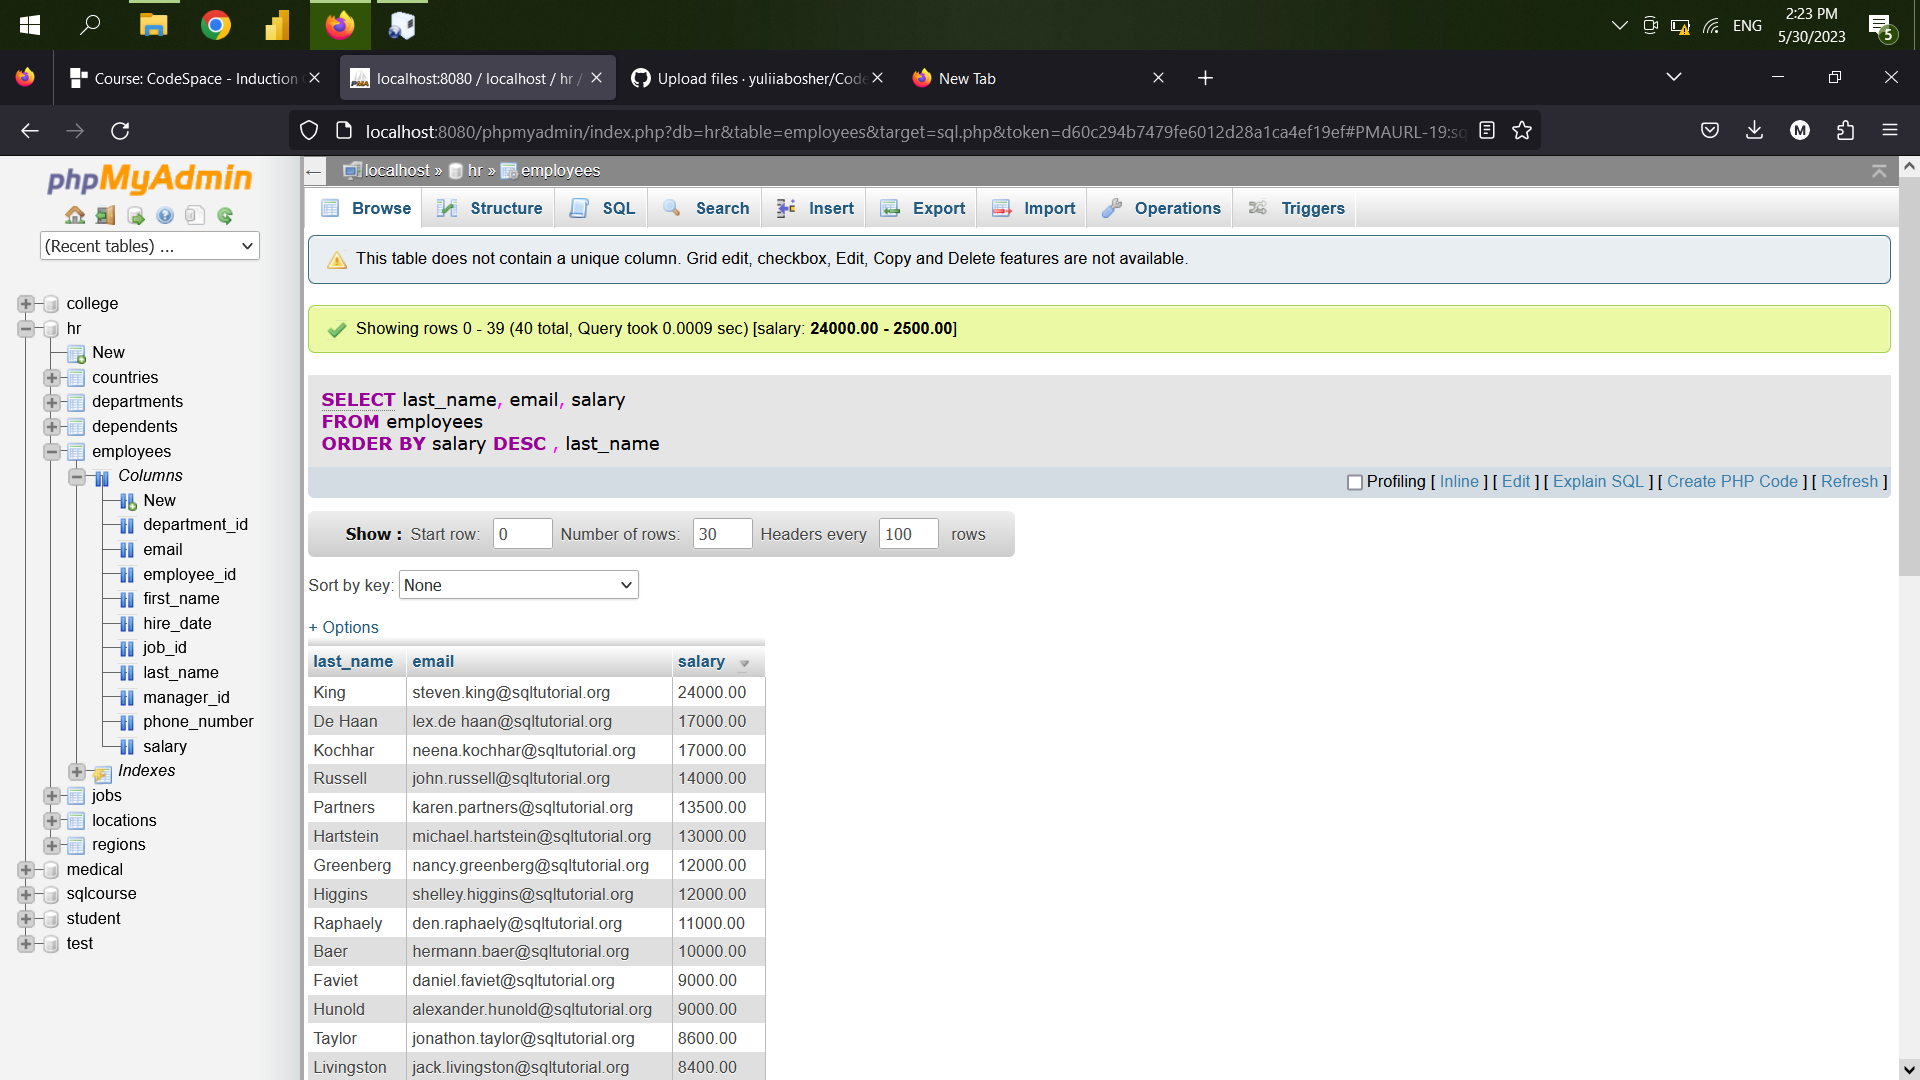 ENG
2:23 PM
5/30/2023
5
Course: CodeSpace - Induction
localhost:8080 / localhost / hr /
Upload files · yuliiabosher/Code
New Tab
localhost:8080/phpmyadmin/index.php?db=hr&table=employees&target=sql.php&token=d60c294b7479fe6012d28a1ca4ef19ef#PMAURL-19:sq
M
phpMyAdmin
(Recent tables) ...
college
hr
New
countries
departments
dependents
employees
Columns
New
department_id
email
employee_id
first_name
hire_date
job_id
last_name
manager_id
phone_number
salary
Indexes
jobs
locations
regions
medical
sqlcourse
student
test
localhost » hr » employees
Browse Structure SQL Search Insert Export Import Operations Triggers
This table does not contain a unique column. Grid edit, checkbox, Edit, Copy and Delete features are not available.
Showing rows 0 - 39 (40 total, Query took 0.0009 sec) [salary: 24000.00 - 2500.00]
SELECT last_name, email, salary
FROM employees
ORDER BY salary DESC , last_name
Profiling [ Inline ] [ Edit ] [ Explain SQL ] [ Create PHP Code ] [ Refresh ]
Show : Start row: 0 Number of rows: 30 Headers every 100 rows
Sort by key: None
+ Options
last_name email salary
King steven.king@sqltutorial.org 24000.00
De Haan lex.de haan@sqltutorial.org 17000.00
Kochhar neena.kochhar@sqltutorial.org 17000.00
Russell john.russell@sqltutorial.org 14000.00
Partners karen.partners@sqltutorial.org 13500.00
Hartstein michael.hartstein@sqltutorial.org 13000.00
Greenberg nancy.greenberg@sqltutorial.org 12000.00
Higgins shelley.higgins@sqltutorial.org 12000.00
Raphaely den.raphaely@sqltutorial.org 11000.00
Baer hermann.baer@sqltutorial.org 10000.00
Faviet daniel.faviet@sqltutorial.org 9000.00
Hunold alexander.hunold@sqltutorial.org 9000.00
Taylor jonathon.taylor@sqltutorial.org 8600.00
Livingston jack.livingston@sqltutorial.org 8400.00